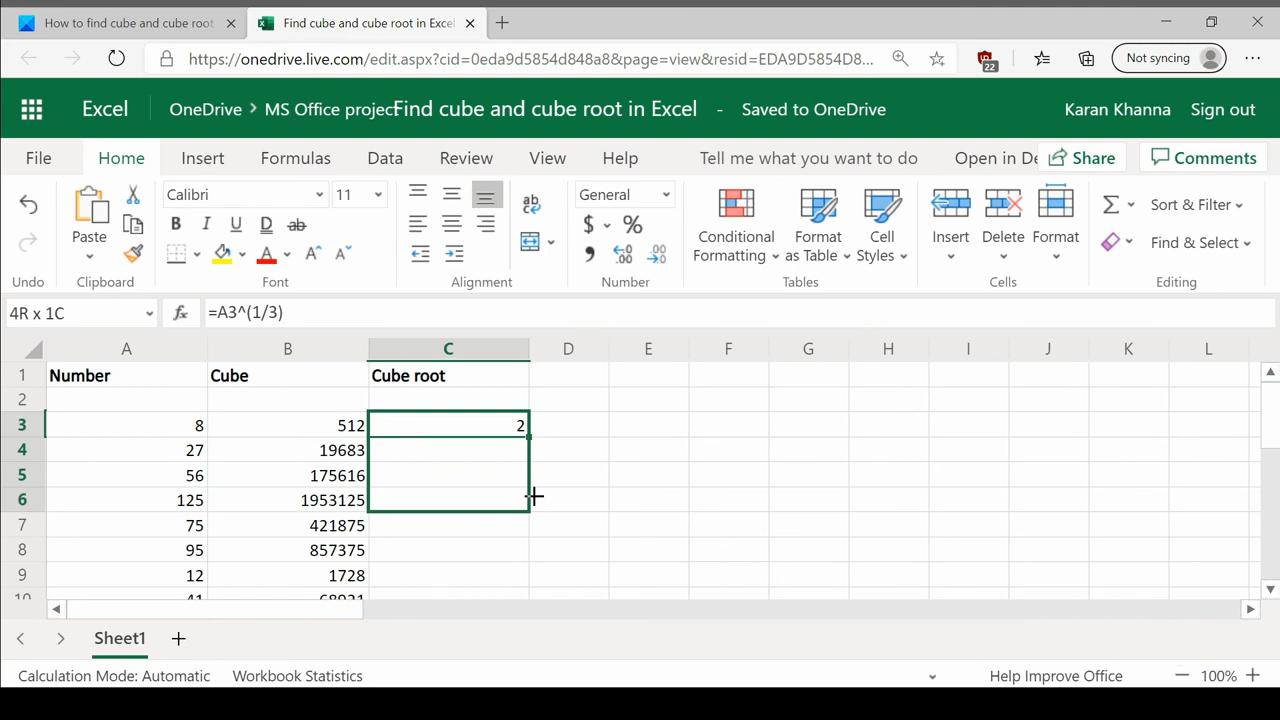 How to find cube and cube root
Find cube and cube root in Excel
https://onedrive.live.com/edit.aspx?cid=0eda9d5854d848a8&page=view&resid=EDA9D5854D8...
22
Not syncing
Excel
OneDrive > MS Office project
Find cube and cube root in Excel - Saved to OneDrive
Karan Khanna
Sign out
File Home Insert Formulas Data Review View Help Tell me what you want to do Open in De Share Comments
Calibri 11 General
Paste
B I U D ab
$ %
Conditional Formatting
Format as Table
Cell Styles
Insert Delete Format
Σ Sort & Filter
Find & Select
Undo Clipboard Font Alignment Number Tables Cells Editing
4R x 1C fx =A3^(1/3)
A B C D E F G H I J K L
1 Number Cube Cube root
2
3 8 512 2
4 27 19683
5 56 175616
6 125 1953125
7 75 421875
8 95 857375
9 12 1728
10 41 68921
Sheet1
Calculation Mode: Automatic Workbook Statistics Help Improve Office 100%